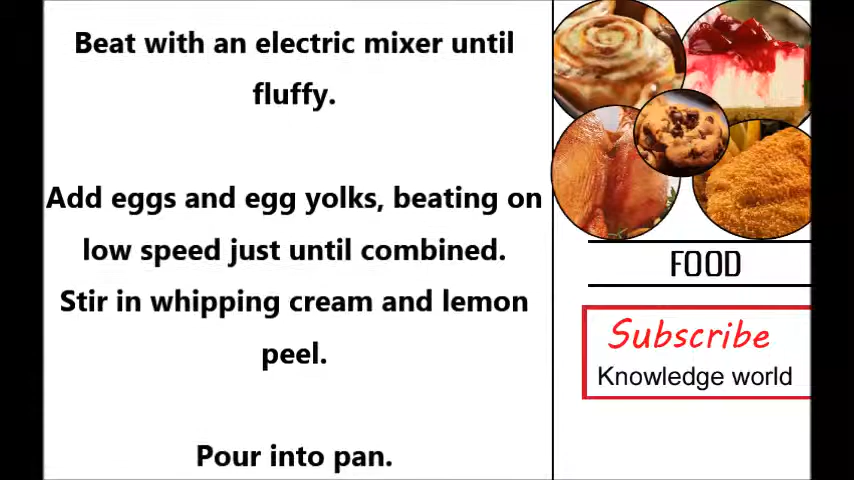 Beat with an electric mixer until
fluffy.
Add eggs and egg yolks, beating on
low speed just until combined.
Stir in whipping cream and lemon
peel.
Pour into pan.
FOOD
Subscribe
Knowledge world